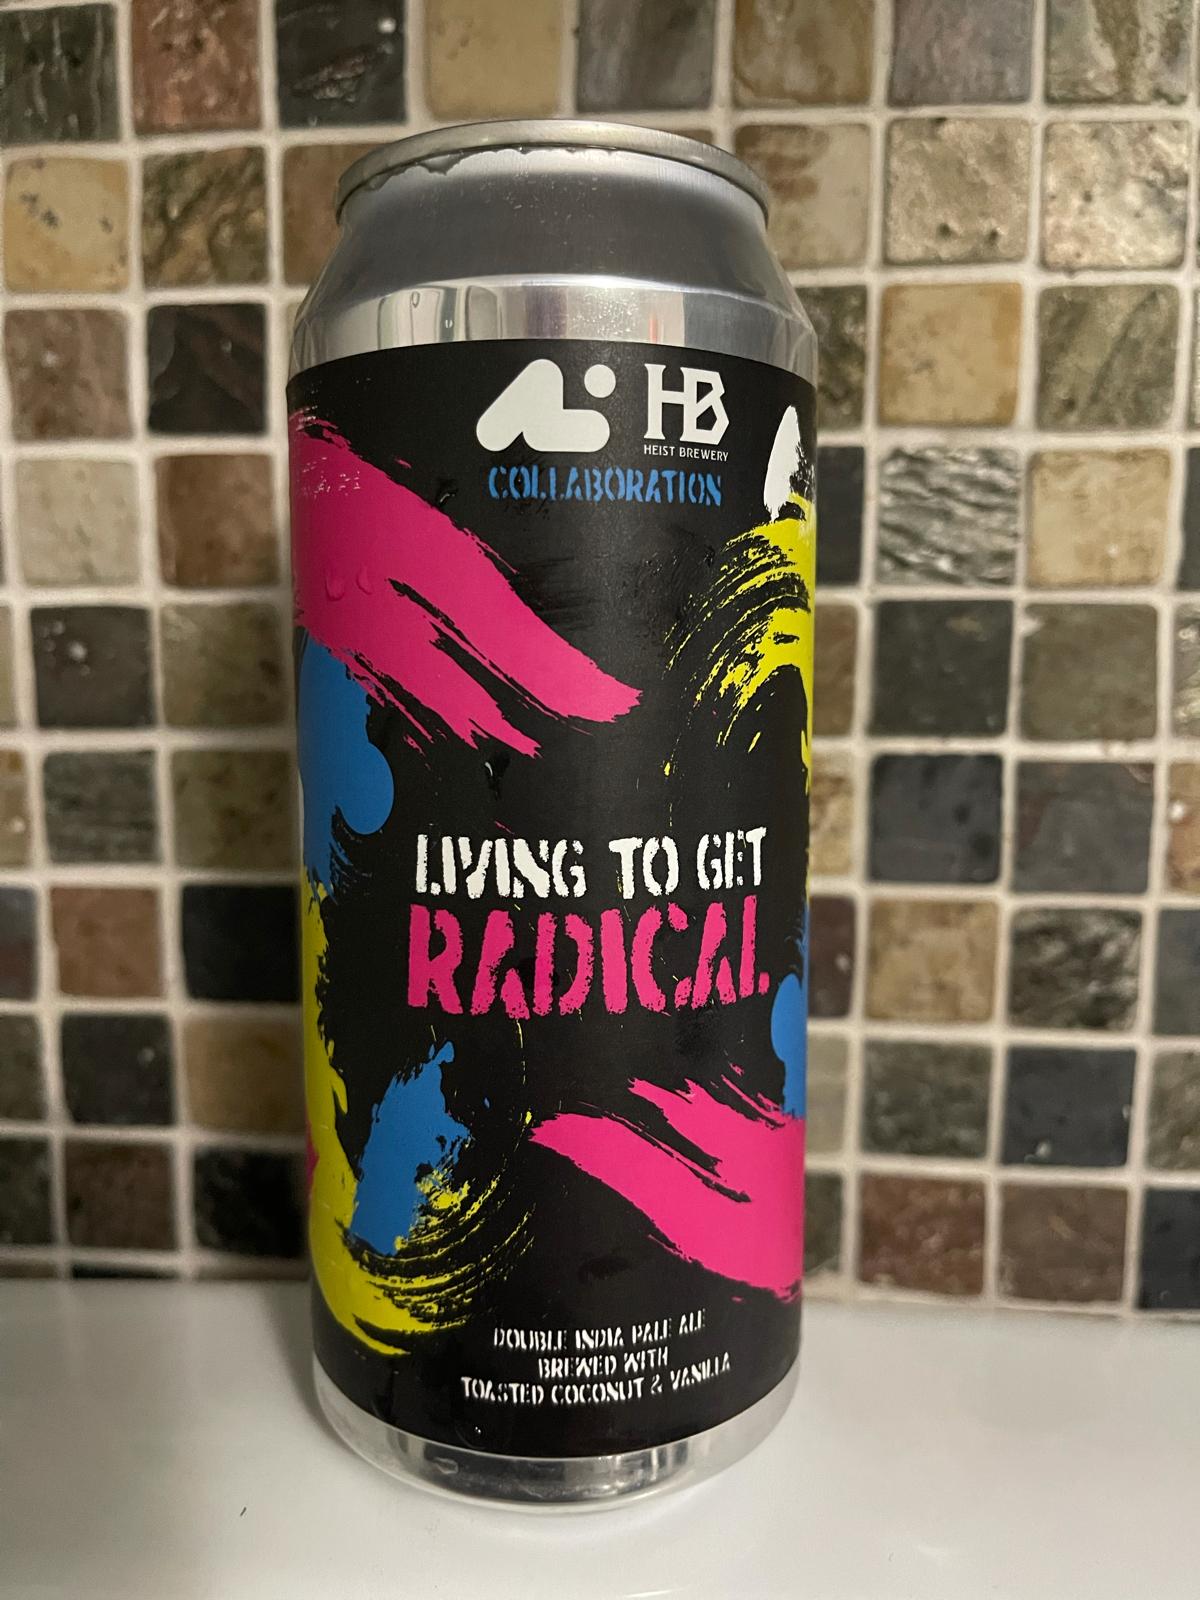 HB
HEIST BREWERY
COLLABORATION
LIVING TO GET
RADICAL
DOUBLE INDIA PALE ALE
BREWED WITH
TOASTED COCONUT & VANILLA